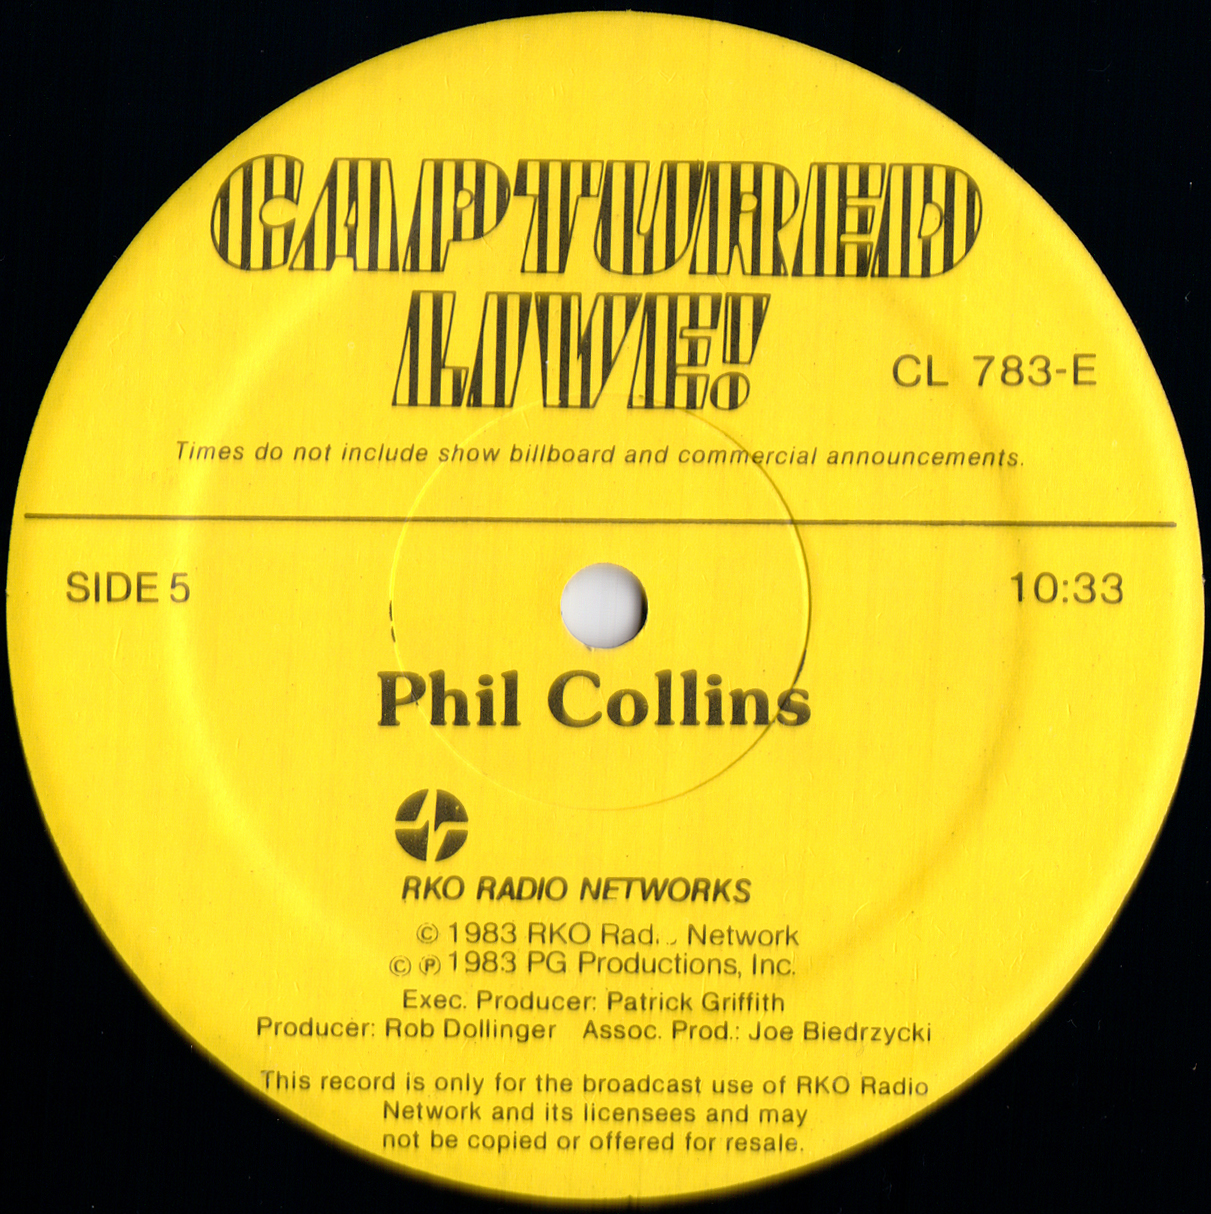 CAPTURED
LIVE!
CL 783-E
Times do not include show billboard and commercial announcements.
SIDE 5
10:33
Phil Collins
RKO RADIO NETWORKS
© 1983 RKO Network
© ℗ 1983 PG Productions, Inc.
Exec. Producer: Patrick Griffith
Producer: Rob Dollinger Assoc. Prod.: Joe Biedrzycki
This record is only for the broadcast use of RKO Radio
Network and its licensees and may
not be copied or offered for resale.